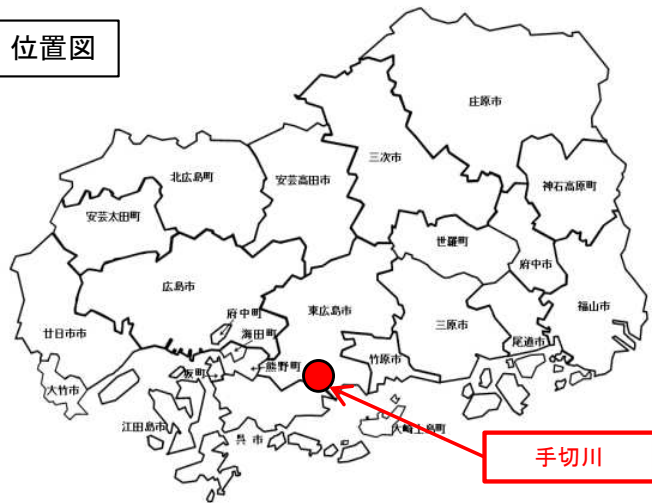 位置図
庄原市
三次市
北広島町
安芸高田市
神石高原町
安芸太田町
世羅町
府中市
広島市
東広島市
三原市
福山市
府中町
海田町
廿日市市
尾道市
竹原市
熊野町
坂町
大竹市
江田島市
呉市
大崎上島町
手切川